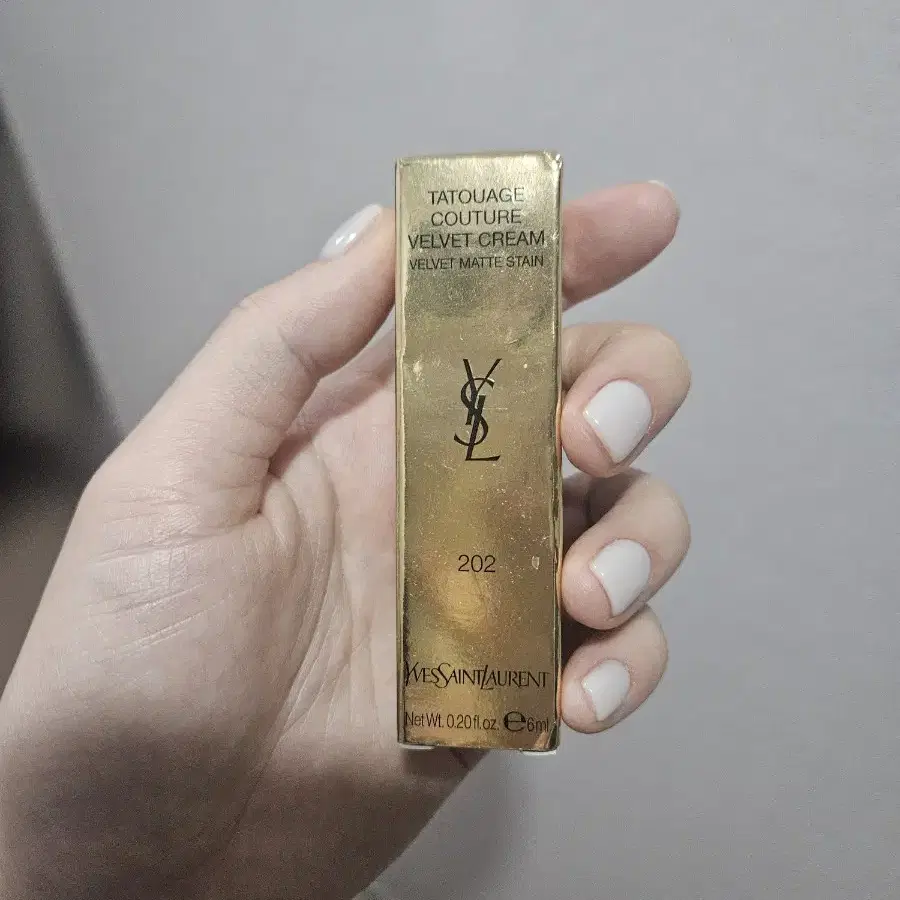 TATOUAGE
COUTURE
VELVET CREAM
VELVET MATTE STAIN
YSL
202
YVESSAINTLAURENT
Net Wt. 0.20 fl.oz. ℮ 6ml